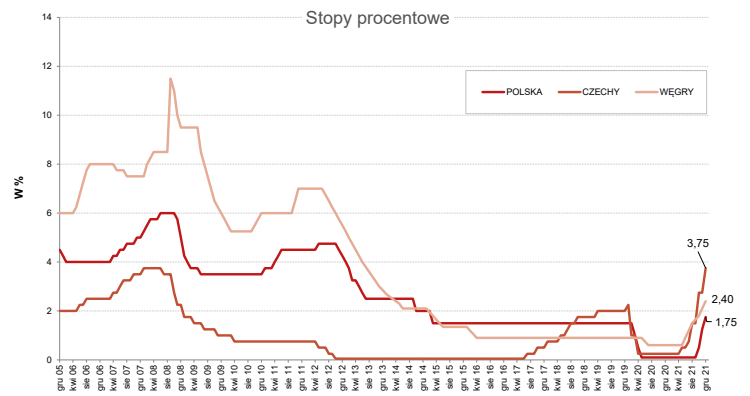 Stopy procentowe
14
12
10
8
6
4
2
0
W %
POLSKA CZECHY WĘGRY
3,75
2,40
1,75
gru 05
kwi 06
sie 06
gru 06
kwi 07
sie 07
gru 07
kwi 08
sie 08
gru 08
kwi 09
sie 09
gru 09
kwi 10
sie 10
gru 10
kwi 11
sie 11
gru 11
kwi 12
sie 12
gru 12
kwi 13
sie 13
gru 13
kwi 14
sie 14
gru 14
kwi 15
sie 15
gru 15
kwi 16
sie 16
gru 16
kwi 17
sie 17
gru 17
kwi 18
sie 18
gru 18
kwi 19
sie 19
gru 19
kwi 20
sie 20
gru 20
kwi 21
sie 21
gru 21